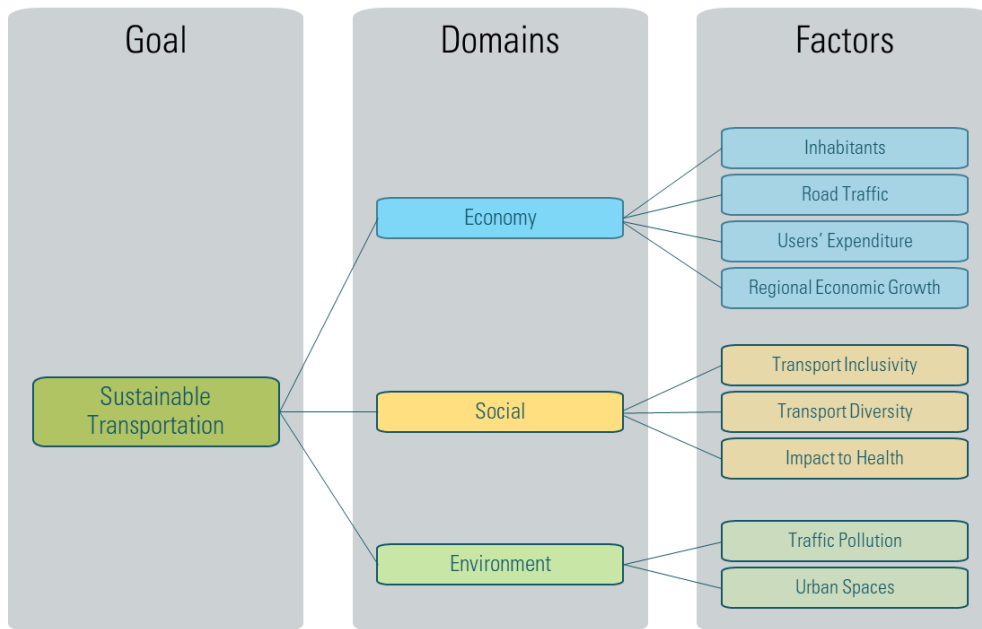 Goal
Domains
Factors
Sustainable
Transportation
Economy
Social
Environment
Inhabitants
Road Traffic
Users´ Expenditure
Regional Economic Growth
Transport Inclusivity
Transport Diversity
Impact to Health
Traffic Pollution
Urban Spaces